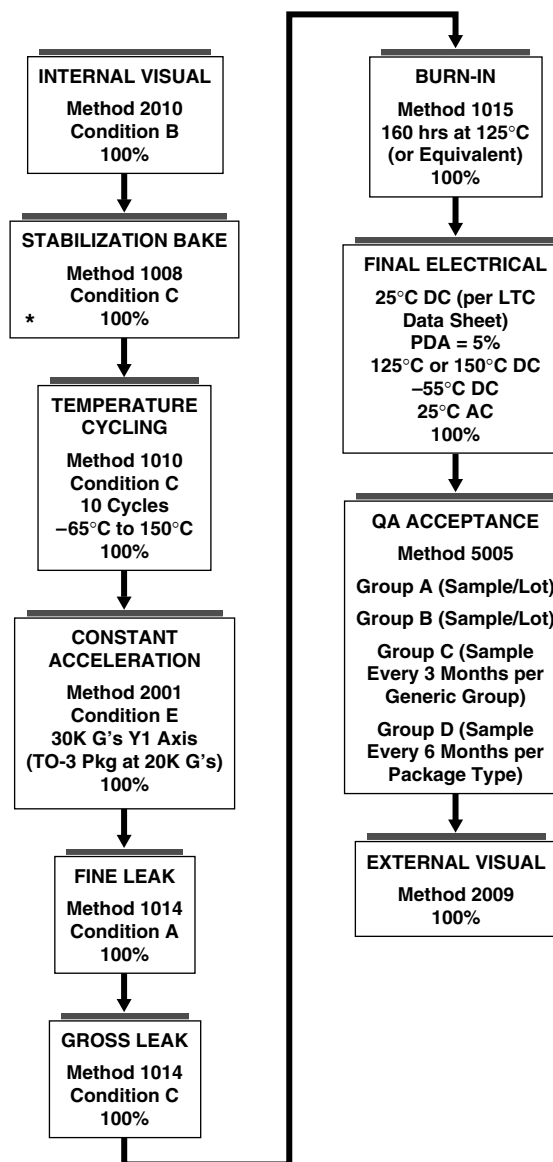 INTERNAL VISUAL
Method 2010
Condition B
100%
STABILIZATION BAKE
Method 1008
Condition C
* 100%
TEMPERATURE
CYCLING
Method 1010
Condition C
10 Cycles
–65°C to 150°C
100%
CONSTANT
ACCELERATION
Method 2001
Condition E
30K G's Y1 Axis
(TO-3 Pkg at 20K G's)
100%
FINE LEAK
Method 1014
Condition A
100%
GROSS LEAK
Method 1014
Condition C
100%
BURN-IN
Method 1015
160 hrs at 125°C
(or Equivalent)
100%
FINAL ELECTRICAL
25°C DC (per LTC
Data Sheet)
PDA = 5%
125°C or 150°C DC
–55°C DC
25°C AC
100%
QA ACCEPTANCE
Method 5005
Group A (Sample/Lot)
Group B (Sample/Lot)
Group C (Sample
Every 3 Months per
Generic Group)
Group D (Sample
Every 6 Months per
Package Type)
EXTERNAL VISUAL
Method 2009
100%